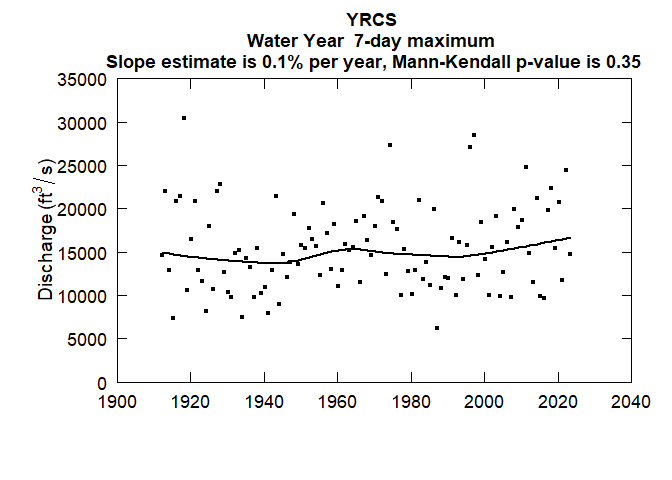 YRCS
Water Year  7-day maximum
Slope estimate is 0.1% per year, Mann-Kendall p-value is 0.35
35000
30000
25000
20000
15000
10000
5000
0
Discharge (ft³/s)
1900 1920 1940 1960 1980 2000 2020 2040